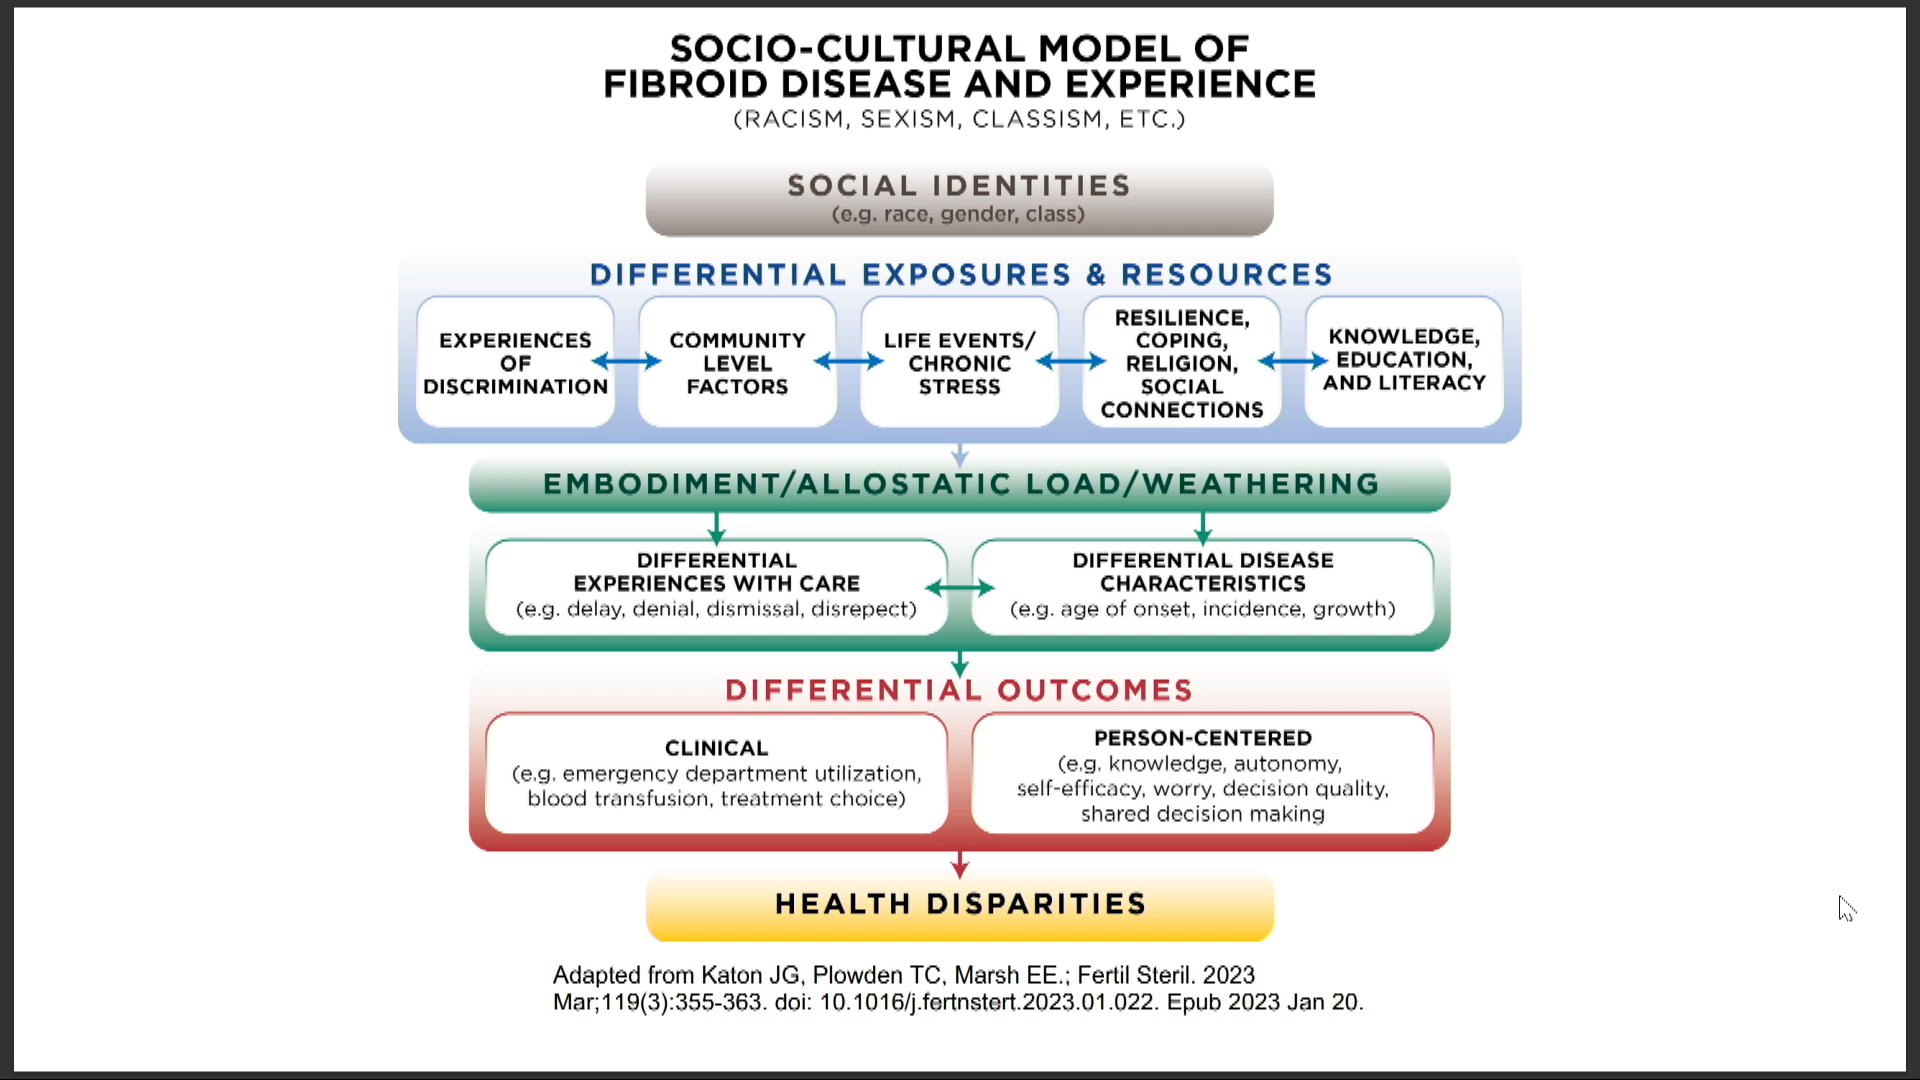 SOCIO-CULTURAL MODEL OF
FIBROID DISEASE AND EXPERIENCE
(RACISM, SEXISM, CLASSISM, ETC.)
SOCIAL IDENTITIES
(e.g. race, gender, class)
DIFFERENTIAL EXPOSURES & RESOURCES
EXPERIENCES
OF
DISCRIMINATION
COMMUNITY
LEVEL
FACTORS
LIFE EVENTS/
CHRONIC
STRESS
RESILIENCE,
COPING,
RELIGION,
SOCIAL
CONNECTIONS
KNOWLEDGE,
EDUCATION,
AND LITERACY
EMBODIMENT/ALLOSTATIC LOAD/WEATHERING
DIFFERENTIAL
EXPERIENCES WITH CARE
(e.g. delay, denial, dismissal, disrepect)
DIFFERENTIAL DISEASE
CHARACTERISTICS
(e.g. age of onset, incidence, growth)
DIFFERENTIAL OUTCOMES
CLINICAL
(e.g. emergency department utilization,
blood transfusion, treatment choice)
PERSON-CENTERED
(e.g. knowledge, autonomy,
self-efficacy, worry, decision quality,
shared decision making
HEALTH DISPARITIES
Adapted from Katon JG, Plowden TC, Marsh EE.; Fertil Steril. 2023
Mar;119(3):355-363. doi: 10.1016/j.fertnstert.2023.01.022. Epub 2023 Jan 20.